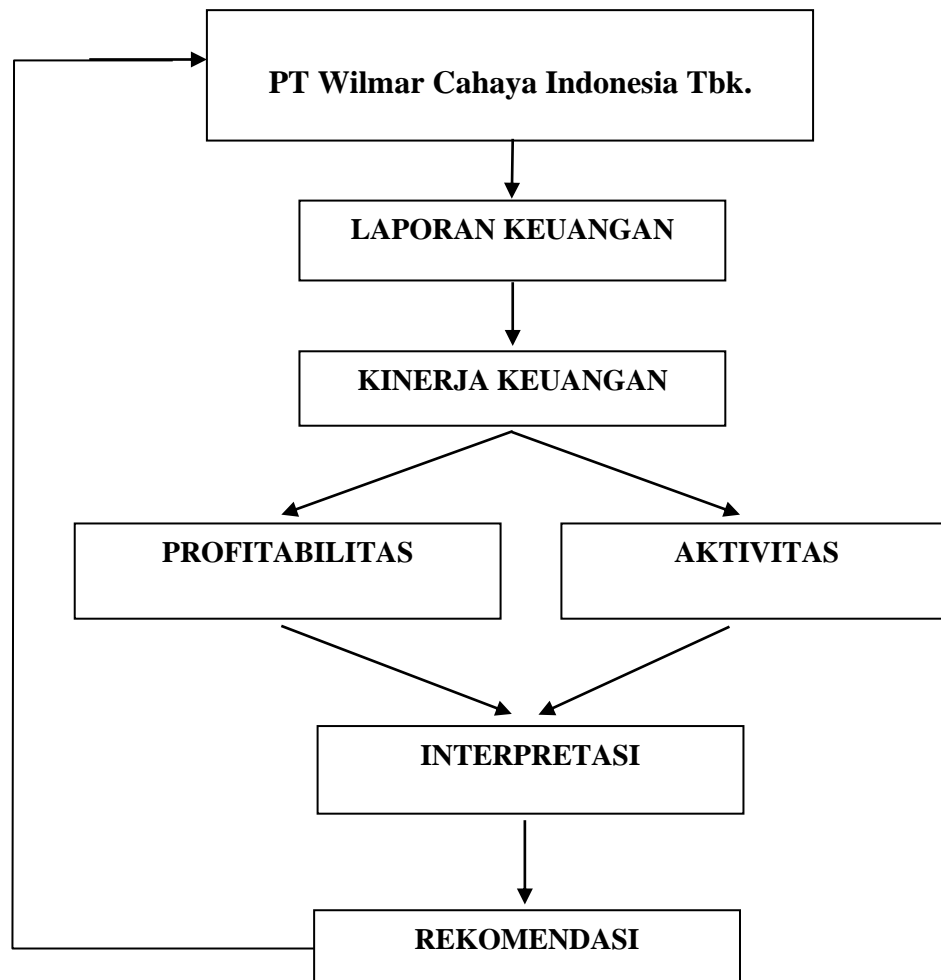 PT Wilmar Cahaya Indonesia Tbk.
LAPORAN KEUANGAN
KINERJA KEUANGAN
PROFITABILITAS
AKTIVITAS
INTERPRETASI
REKOMENDASI